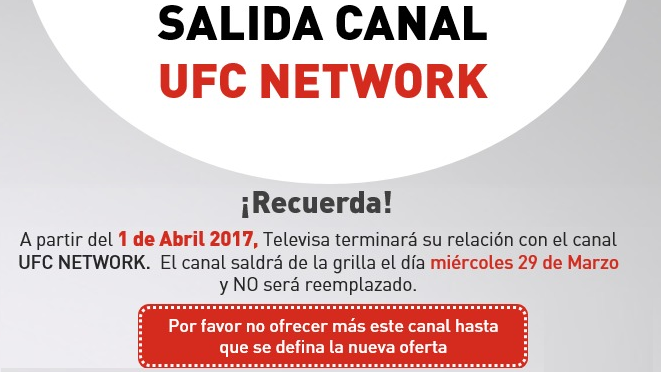 SALIDA CANAL
UFC NETWORK
¡Recuerda!
A partir del 1 de Abril 2017, Televisa terminará su relación con el canal
UFC NETWORK. El canal saldrá de la grilla el día miércoles 29 de Marzo
y NO será reemplazado.
Por favor no ofrecer más este canal hasta
que se defina la nueva oferta